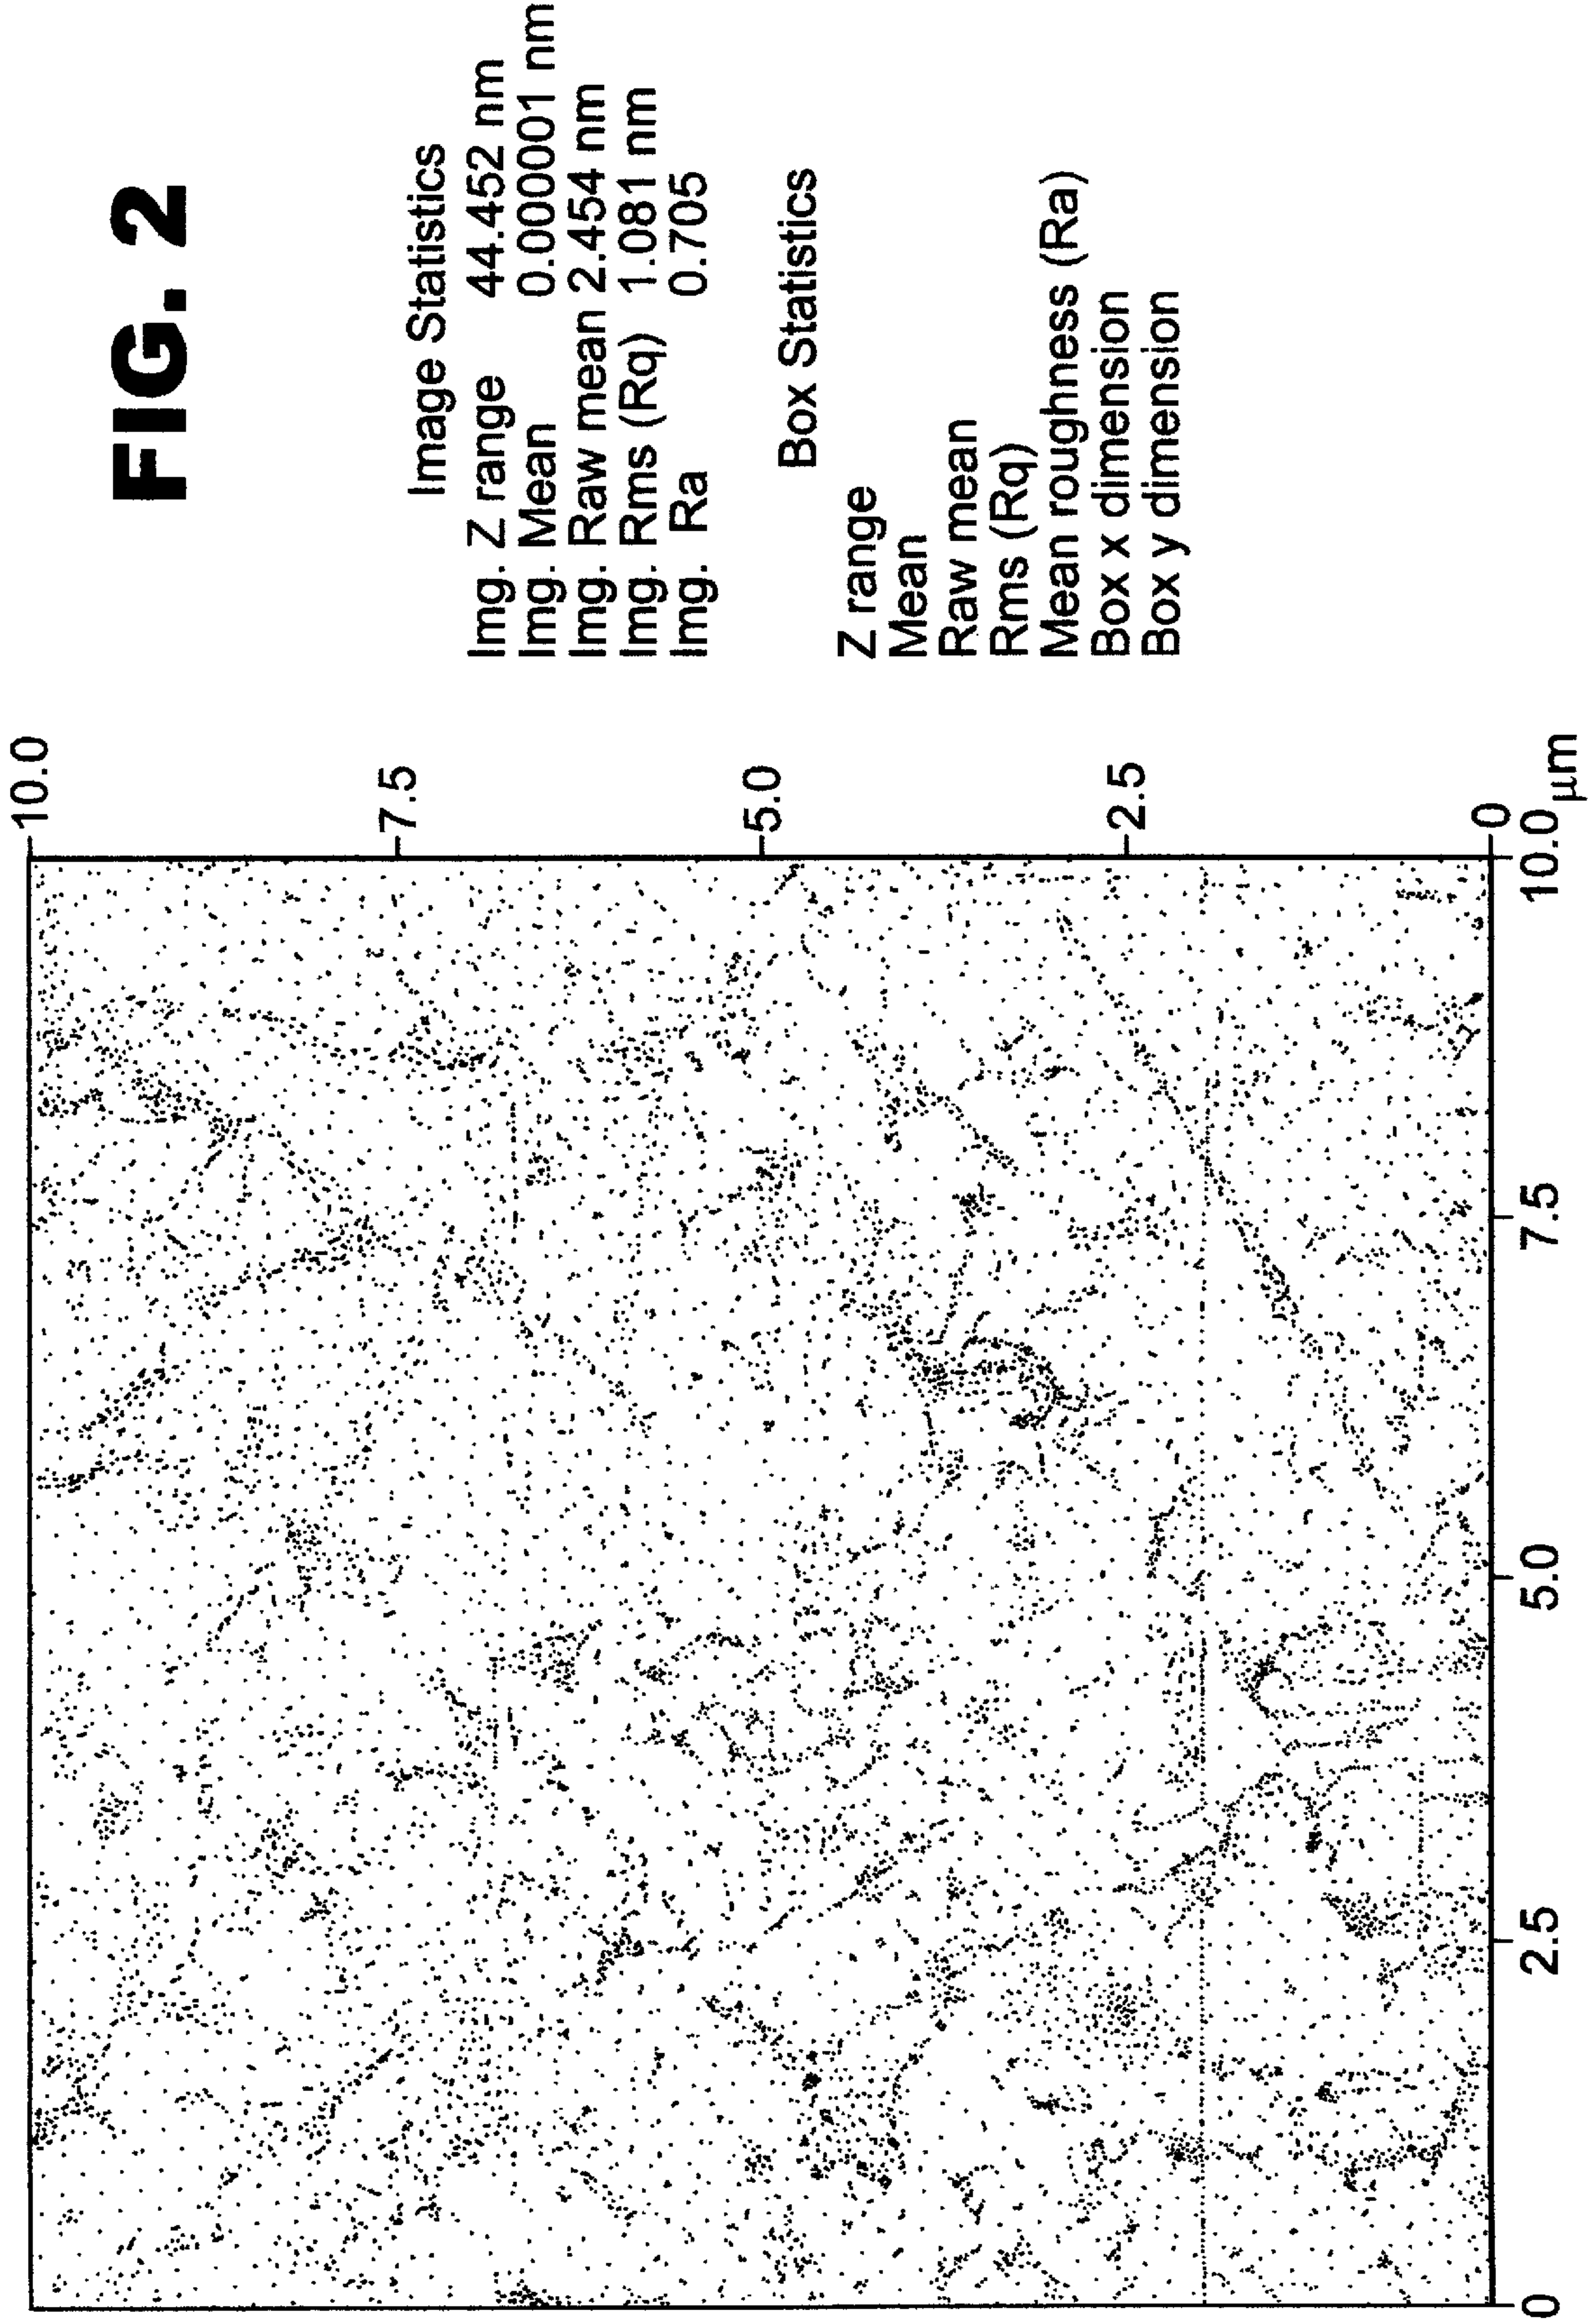 FIG. 2
Image Statistics
Img. Z range 44.452 nm
Img. Mean 0.000001 nm
Img. Raw mean 2.454 nm
Img. Rms (Rq) 1.081 nm
Img. Ra 0.705
Box Statistics
Z range
Mean
Raw mean
Rms (Rq)
Mean roughness (Ra)
Box x dimension
Box y dimension
10.0
7.5
5.0
2.5
0
0
2.5
5.0
7.5
10.0
µm